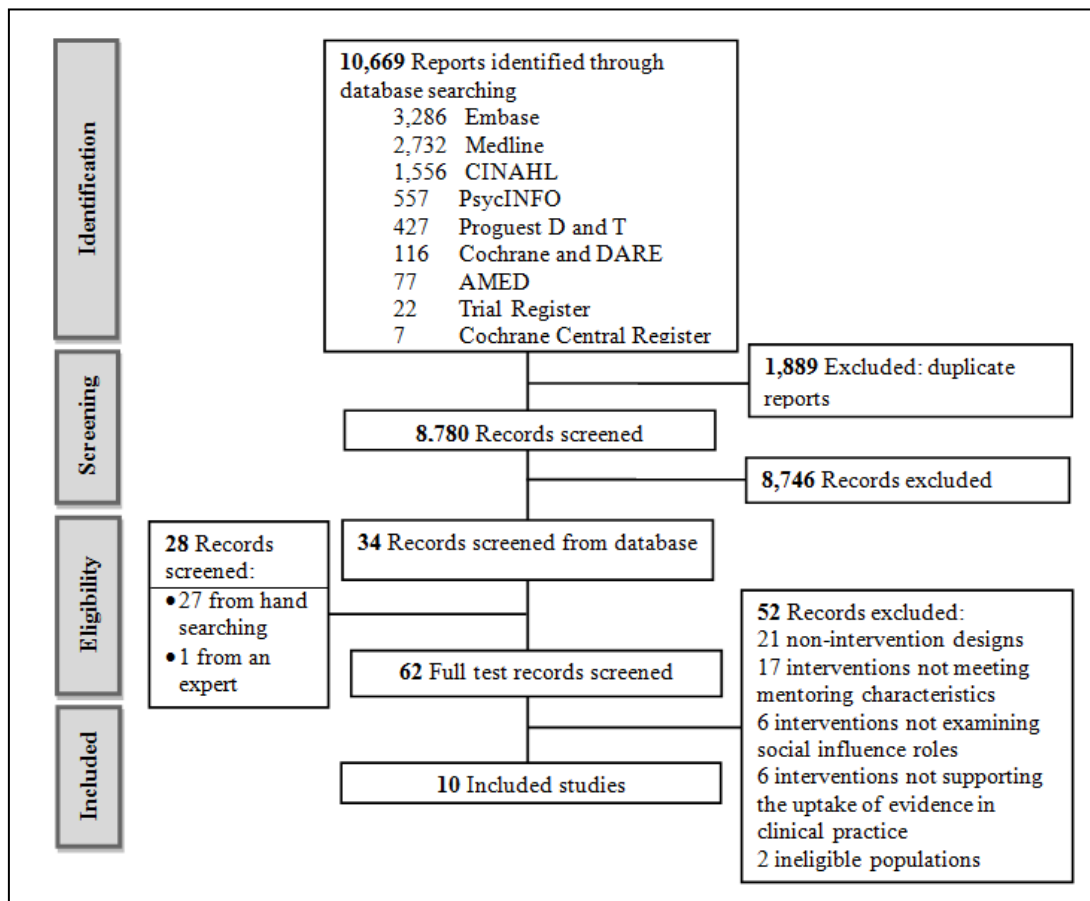 Identification
10,669 Reports identified through
database searching
3,286 Embase
2,732 Medline
1,556 CINAHL
557 PsycINFO
427 Proguest D and T
116 Cochrane and DARE
77 AMED
22 Trial Register
7 Cochrane Central Register
Screening
1,889 Excluded: duplicate
reports
8.780 Records screened
8,746 Records excluded
Eligibility
28 Records
screened:
•27 from hand
searching
•1 from an
expert
34 Records screened from database
62 Full test records screened
52 Records excluded:
21 non-intervention designs
17 interventions not meeting
mentoring characteristics
6 interventions not examining
social influence roles
6 interventions not supporting
the uptake of evidence in
clinical practice
2 ineligible populations
Included
10 Included studies